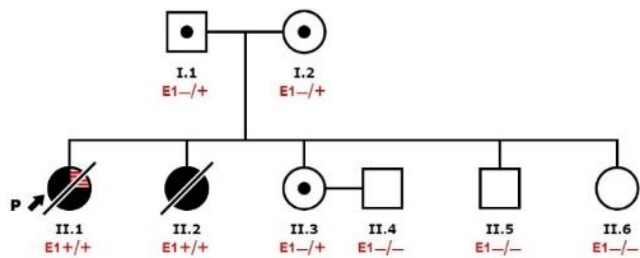 I.1 I.2
E1—/+ E1—/+
P
II.1 II.2 II.3 II.4 II.5 II.6
E1+/+ E1+/+ E1—/+ E1—/— E1—/— E1—/—